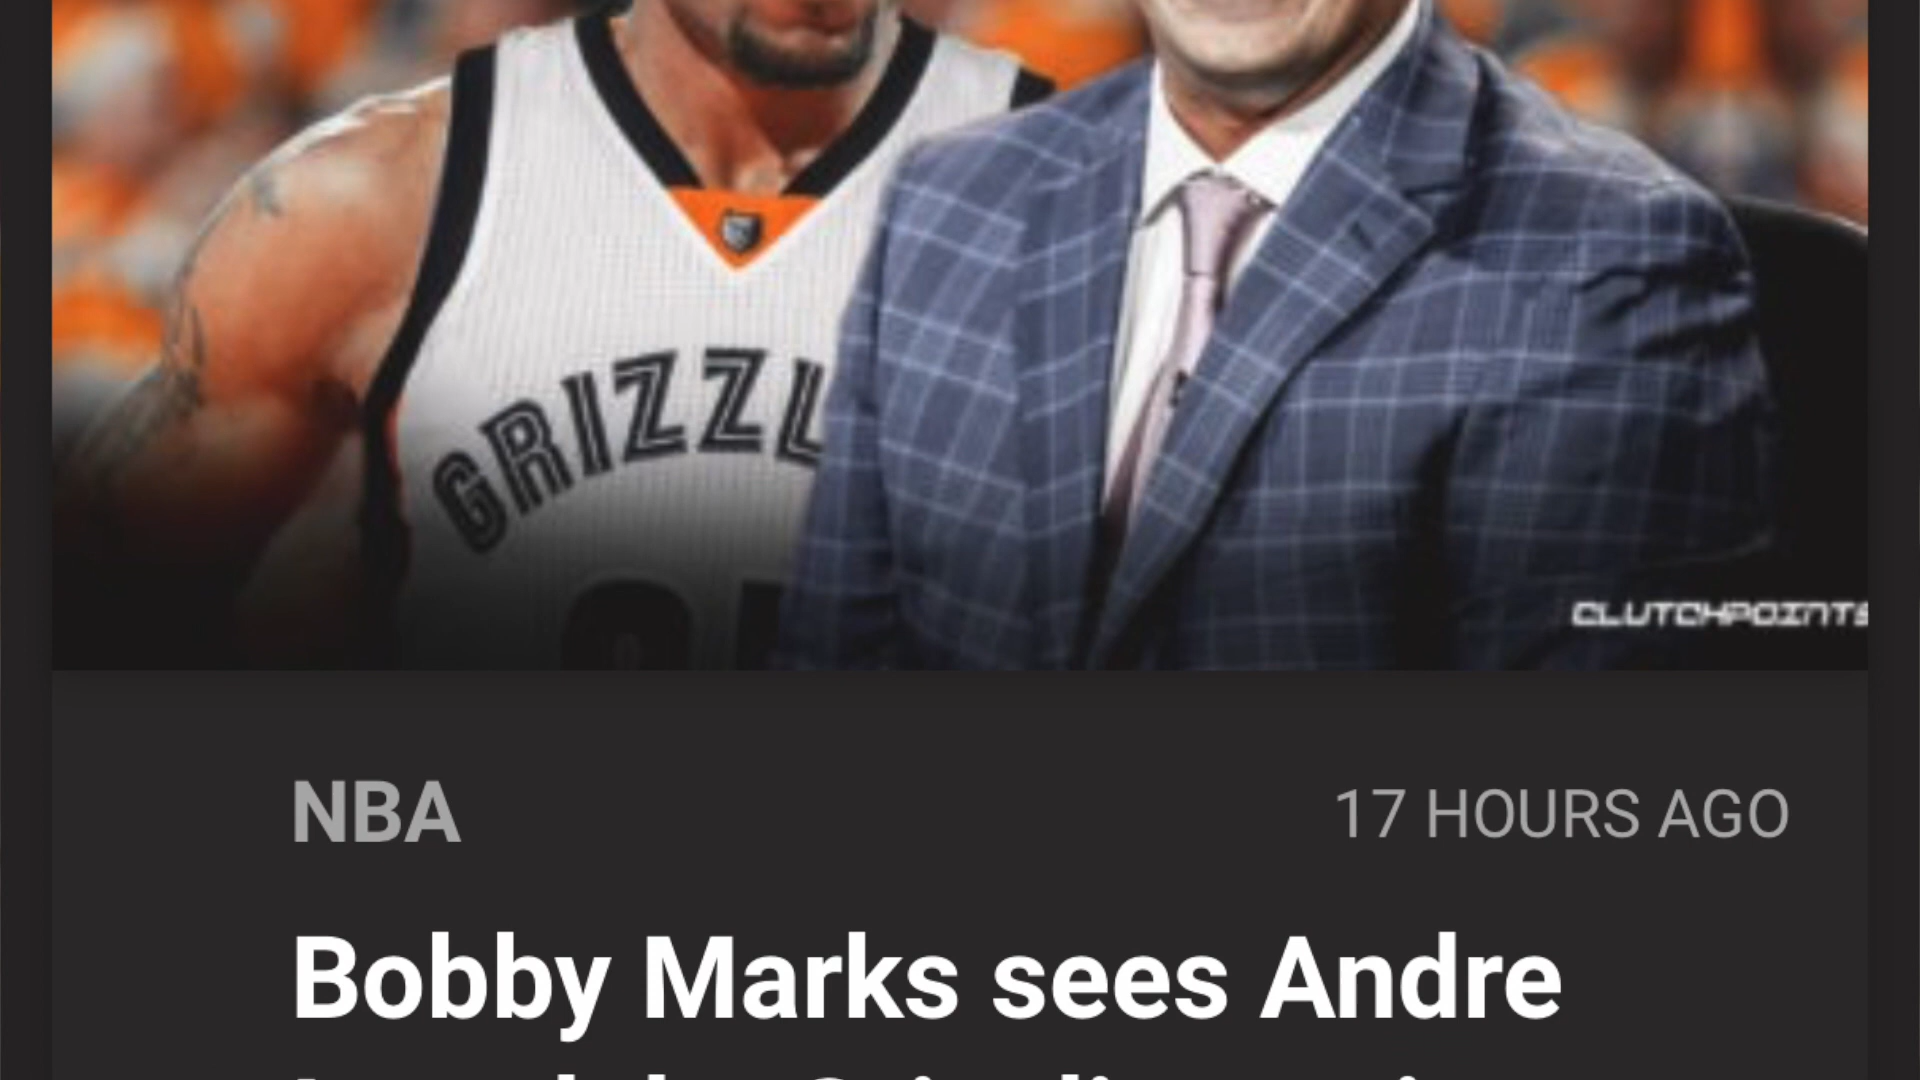 GRIZZL
CLUTCHPOINTS
NBA
17 HOURS AGO
Bobby Marks sees Andre